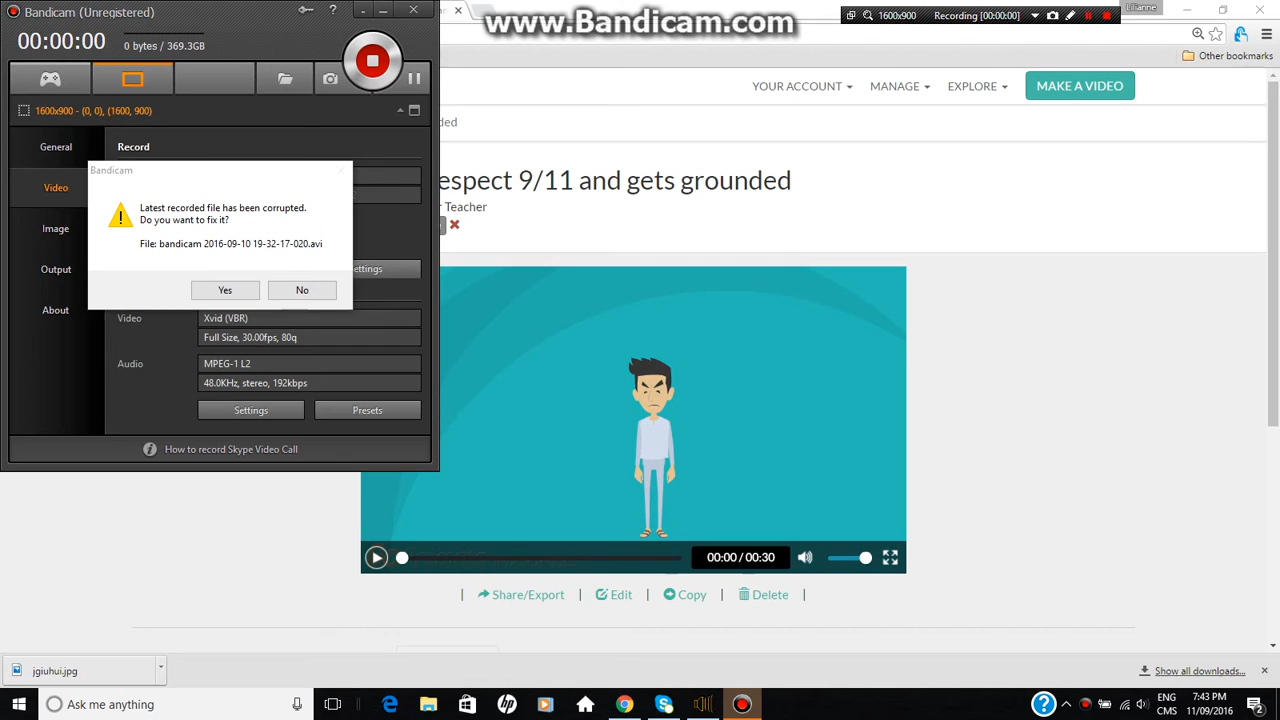 Bandicam (Unregistered)
www.Bandicam.com
1600x900
Recording [00:00:00]
Lilianne
00:00:00
0 bytes / 369.3GB
Other bookmarks
1600x900 - (0, 0), (1600, 900)
YOUR ACCOUNT
MANAGE
EXPLORE
MAKE A VIDEO
ded
General
Record
Bandicam
Video
espect 9/11 and gets grounded
r Teacher
Latest recorded file has been corrupted.
Do you want to fix it?
File: bandicam 2016-09-10 19-32-17-020.avi
Image
Output
ettings
Yes
No
About
Video
Xvid (VBR)
Full Size, 30.00fps, 80q
Audio
MPEG-1 L2
48.0KHz, stereo, 192kbps
Settings
Presets
How to record Skype Video Call
00:00 / 00:30
Share/Export
Edit
Copy
Delete
jgiuhui.jpg
Show all downloads...
Ask me anything
ENG
CMS
7:43 PM
11/09/2016
2